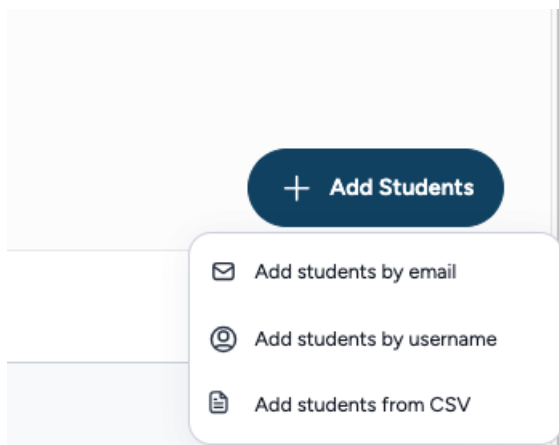 Add Students
Add students by email
Add students by username
Add students from CSV